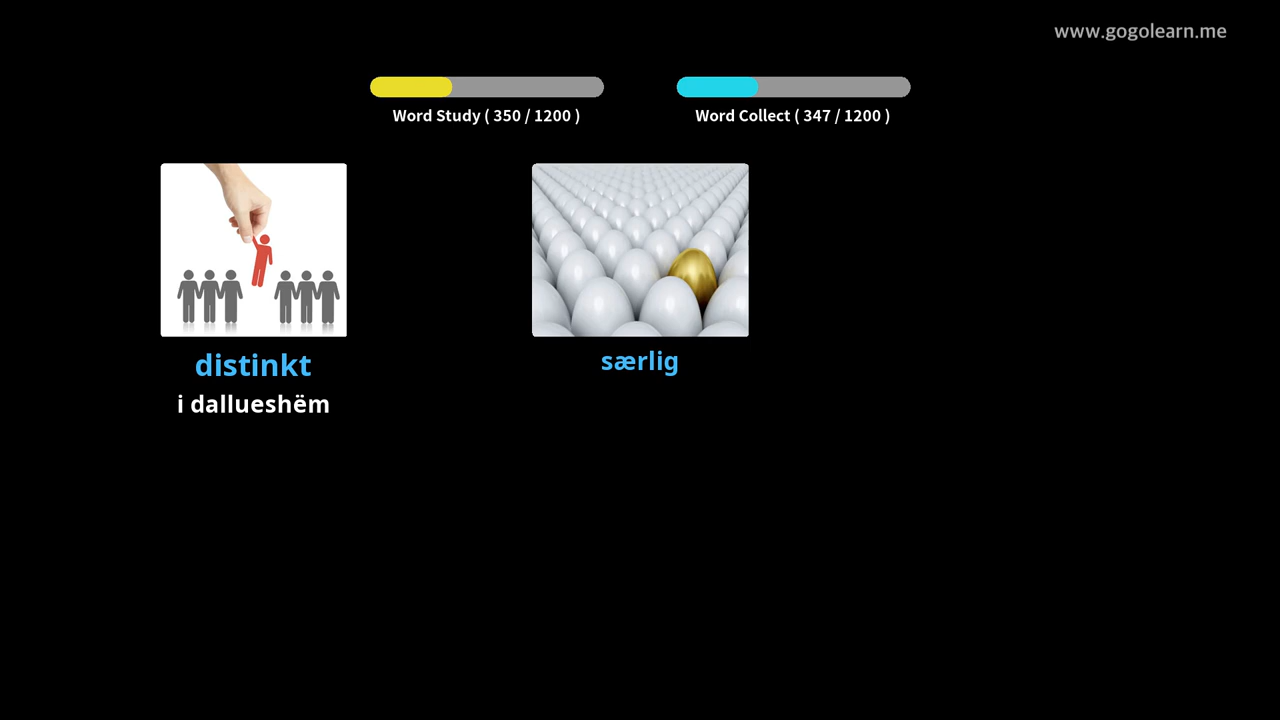 www.gogolearn.me
Word Study ( 350 / 1200 )
Word Collect ( 347 / 1200 )
distinkt
i dallueshëm
særlig